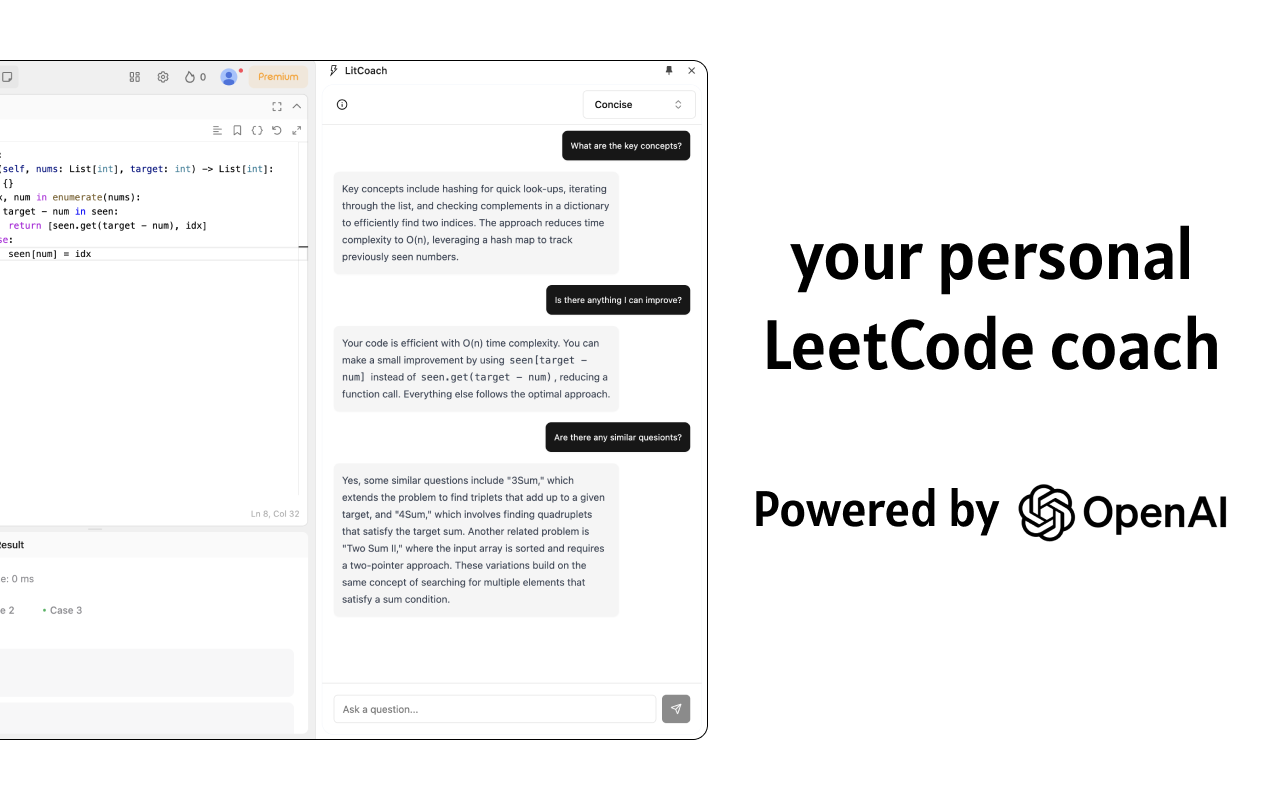 0
Premium
:
(self, nums: List[int], target: int) -> List[int]:
{}
x, num in enumerate(nums):
target - num in seen:
return [seen.get(target - num), idx]
se:
seen[num] = idx
Ln 8, Col 32
Result
e: 0 ms
e 2
• Case 3
LitCoach
Concise
What are the key concepts?
Key concepts include hashing for quick look-ups, iterating
through the list, and checking complements in a dictionary
to efficiently find two indices. The approach reduces time
complexity to O(n), leveraging a hash map to track
previously seen numbers.
Is there anything I can improve?
Your code is efficient with O(n) time complexity. You can
make a small improvement by using seen[target -
num] instead of seen.get(target - num), reducing a
function call. Everything else follows the optimal approach.
Are there any similar quesionts?
Yes, some similar questions include "3Sum," which
extends the problem to find triplets that add up to a given
target, and "4Sum," which involves finding quadruplets
that satisfy the target sum. Another related problem is
"Two Sum II," where the input array is sorted and requires
a two-pointer approach. These variations build on the
same concept of searching for multiple elements that
satisfy a sum condition.
Ask a question...
your personal
LeetCode coach
Powered by OpenAI